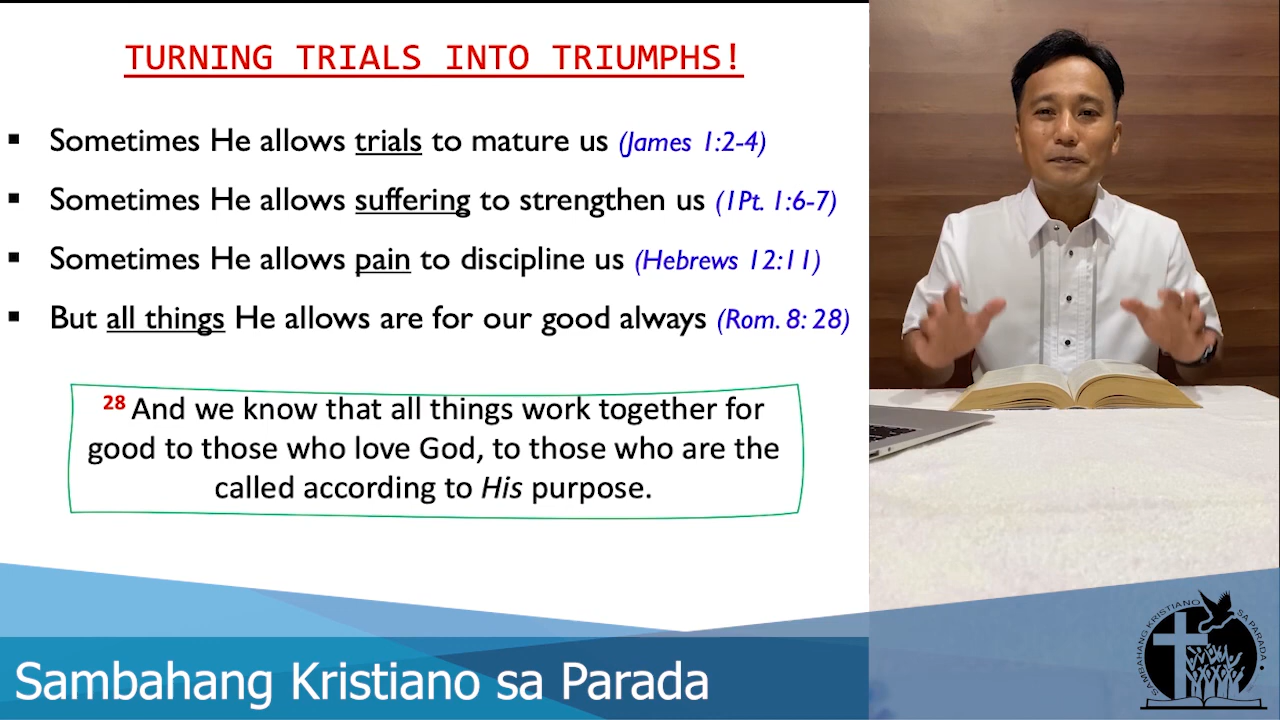 TURNING TRIALS INTO TRIUMPHS!
▪ Sometimes He allows trials to mature us (James 1:2-4)
▪ Sometimes He allows suffering to strengthen us (1Pt. 1:6-7)
▪ Sometimes He allows pain to discipline us (Hebrews 12:11)
▪ But all things He allows are for our good always (Rom. 8: 28)
28 And we know that all things work together for
good to those who love God, to those who are the
called according to His purpose.
Sambahang Kristiano sa Parada
SAMBAHANG KRISTIANO SA PARADA